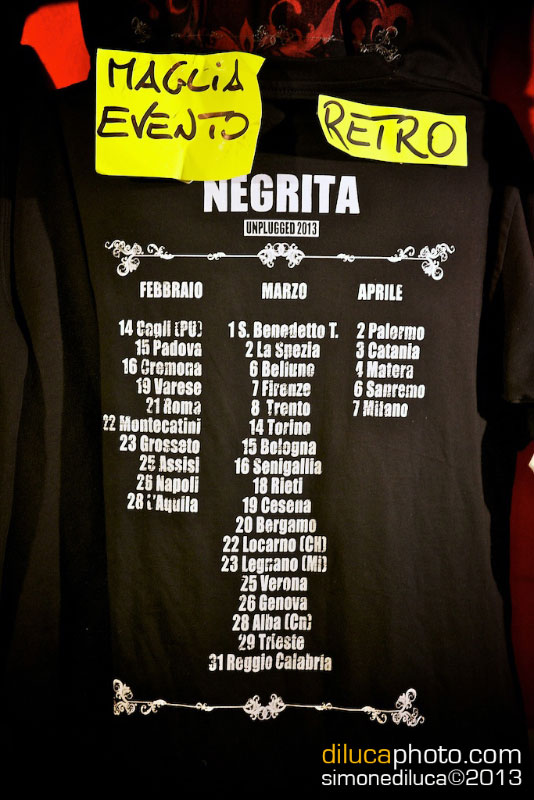 MAGLIA
EVENTO
RETRO
NEGRITA
UNPLUGGED 2013
FEBBRAIO
14 Cagli (PU)
15 Padova
16 Cremona
19 Varese
21 Roma
22 Montecatini
23 Grosseto
25 Assisi
26 Napoli
28 L'Aquila
MARZO
1 S. Benedetto T.
2 La Spezia
6 Belluno
7 Firenze
8 Trento
14 Torino
15 Bologna
16 Senigallia
18 Rieti
19 Cesena
20 Bergamo
22 Locarno (CH)
23 Legnano (Mi)
25 Verona
26 Genova
28 Alba (Cn)
29 Trieste
31 Reggio Calabria
APRILE
2 Palermo
3 Catania
4 Matera
6 Sanremo
7 Milano
dilucaphoto.com
simonediluca©2013